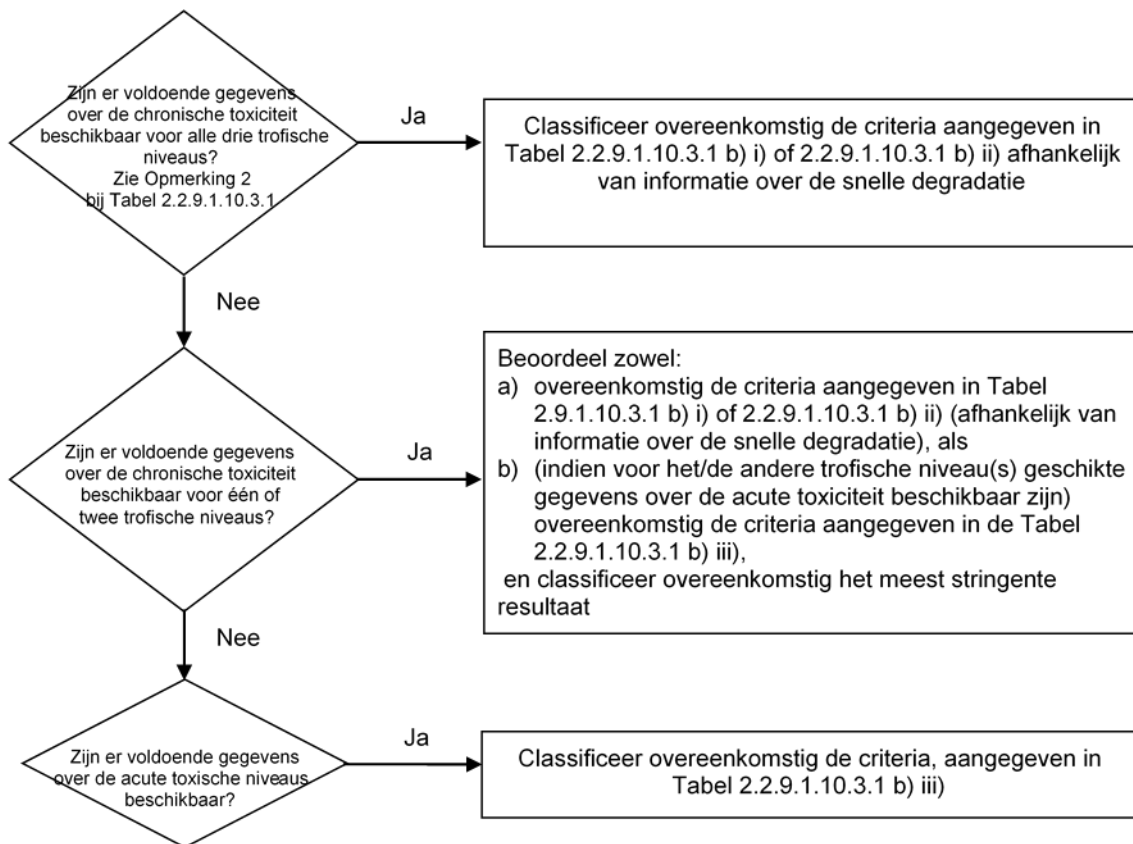 Zijn er voldoende gegevens
over de chronische toxiciteit
beschikbaar voor alle drie trofische
niveaus?
Zie Opmerking 2
bij Tabel 2.2.9.1.10.3.1
Ja
Classificeer overeenkomstig de criteria aangegeven in
Tabel 2.2.9.1.10.3.1 b) i) of 2.2.9.1.10.3.1 b) ii) afhankelijk
van informatie over de snelle degradatie
Nee
Zijn er voldoende gegevens
over de chronische toxiciteit
beschikbaar voor één of
twee trofische niveaus?
Ja
Beoordeel zowel:
a) overeenkomstig de criteria aangegeven in Tabel
2.9.1.10.3.1 b) i) of 2.2.9.1.10.3.1 b) ii) (afhankelijk van
informatie over de snelle degradatie), als
b) (indien voor het/de andere trofische niveau(s) geschikte
gegevens over de acute toxiciteit beschikbaar zijn)
overeenkomstig de criteria aangegeven in de Tabel
2.2.9.1.10.3.1 b) iii),
en classificeer overeenkomstig het meest stringente
resultaat
Nee
Zijn er voldoende gegevens
over de acute toxische niveaus
beschikbaar?
Ja
Classificeer overeenkomstig de criteria, aangegeven in
Tabel 2.2.9.1.10.3.1 b) iii)